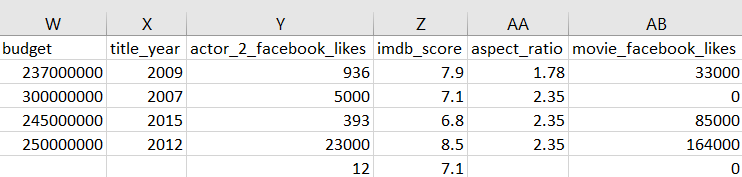 W X Y Z AA AB
budget title_year actor_2_facebook_likes imdb_score aspect_ratio movie_facebook_likes
237000000 2009 936 7.9 1.78 33000
300000000 2007 5000 7.1 2.35 0
245000000 2015 393 6.8 2.35 85000
250000000 2012 23000 8.5 2.35 164000
12 7.1 0